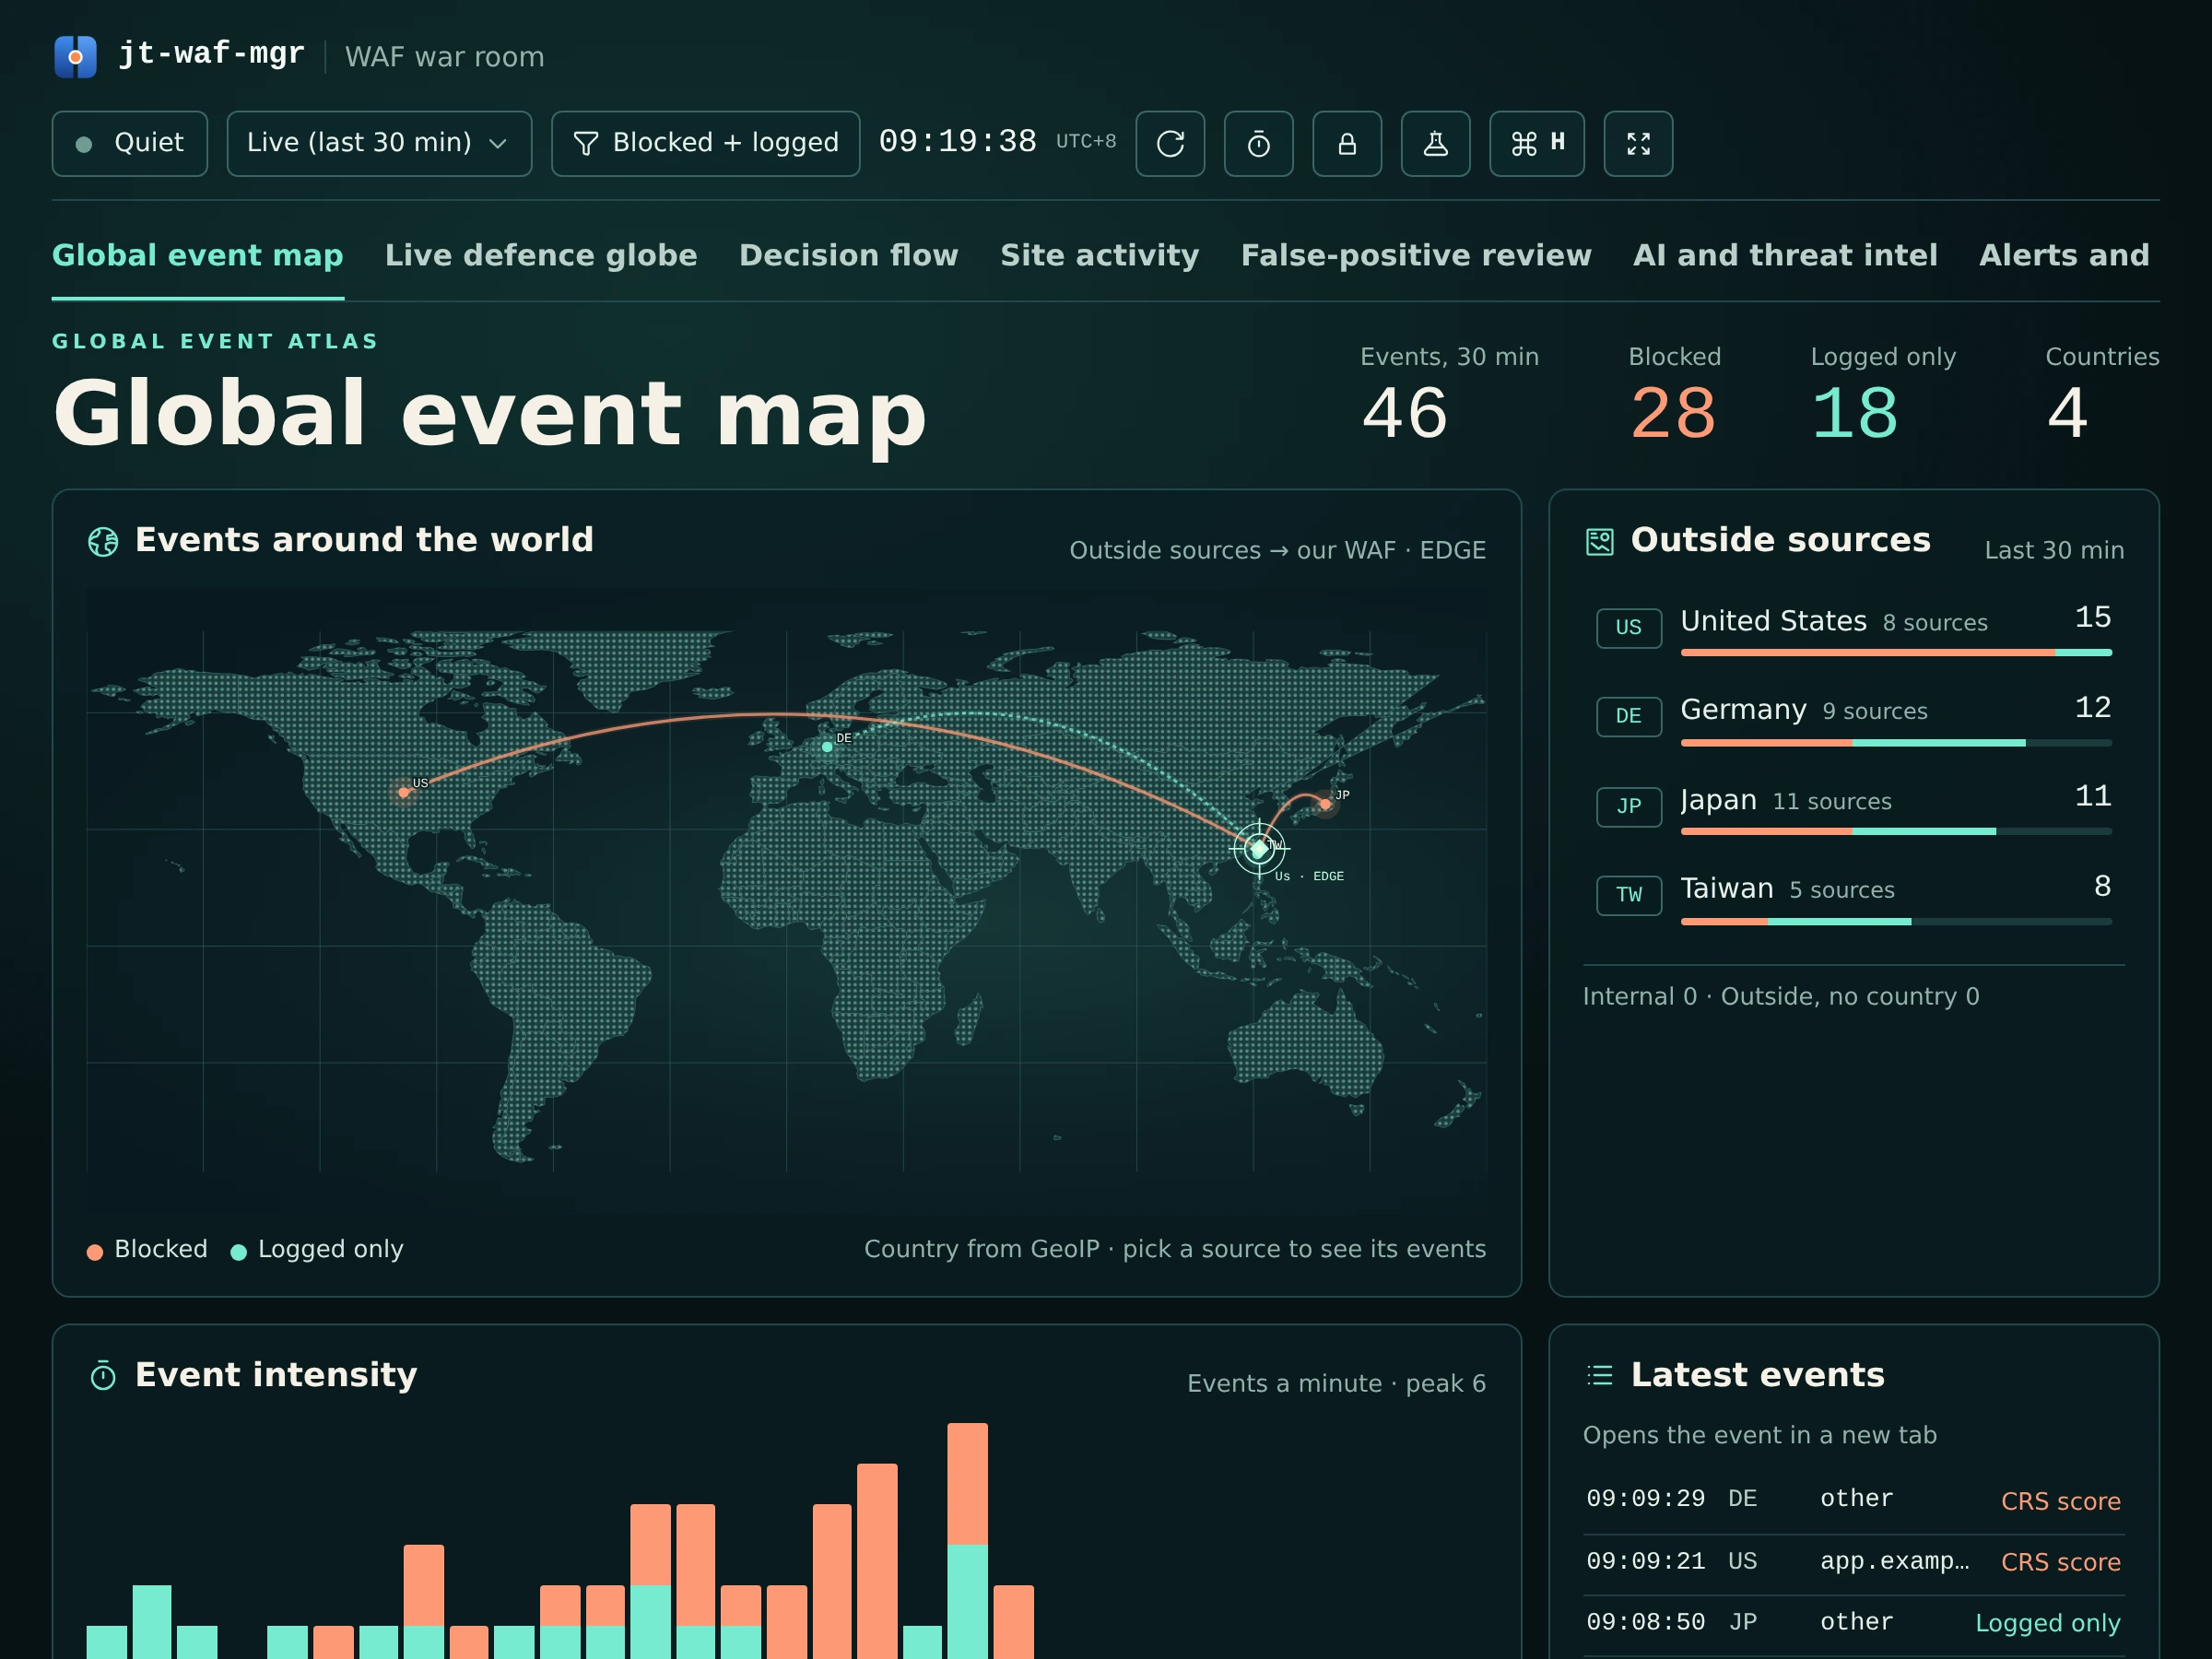 jt-waf-mgr WAF war room
Quiet Live (last 30 min) Blocked + logged 09:19:38 UTC+8 ⌘ H
Global event map Live defence globe Decision flow Site activity False-positive review AI and threat intel Alerts and
GLOBAL EVENT ATLAS
Global event map
Events, 30 min Blocked Logged only Countries
46 28 18 4
Events around the world
Outside sources → our WAF · EDGE
DE
US
JP
TW
Us · EDGE
Blocked Logged only
Country from GeoIP · pick a source to see its events
Outside sources Last 30 min
US United States 8 sources 15
DE Germany 9 sources 12
JP Japan 11 sources 11
TW Taiwan 5 sources 8
Internal 0 · Outside, no country 0
Event intensity
Events a minute · peak 6
Latest events
Opens the event in a new tab
09:09:29 DE other CRS score
09:09:21 US app.examp… CRS score
09:08:50 JP other Logged only